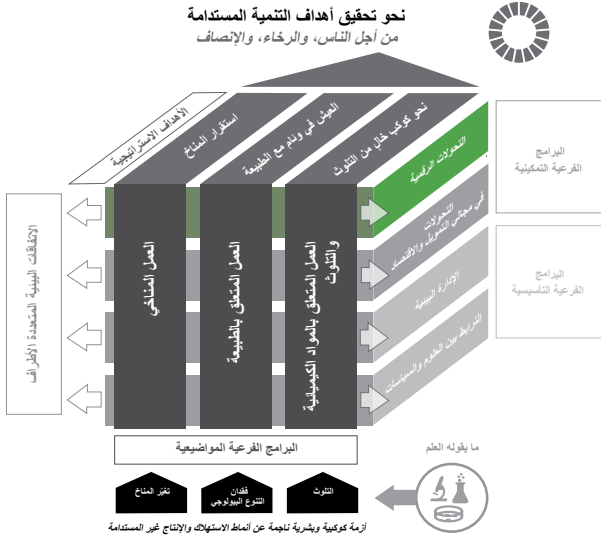 نحو تحقيق أهداف التنمية المستدامة
من أجل الناس، والرخاء، والإنصاف
الأهداف الاستراتيجية
استقرار المناخ
العيش في وئام مع الطبيعة
نحو كوكب خالٍ من التلوث
التحولات الرقمية
التحولات
في مجالي التمويل والاقتصاد
الإدارة البيئية
الترابط بين العلوم والسياسات
البرامج
الفرعية التمكينية
البرامج
الفرعية التأسيسية
العمل المناخي
العمل المتعلق بالطبيعة
العمل المتعلق بالمواد الكيميائية
والتلوث
الاتفاقات البيئية المتعددة الأطراف
البرامج الفرعية المواضيعية
ما يقوله العلم
التلوث
فقدان
التنوع البيولوجي
تغيّر المناخ
أزمة كوكبية وبشرية ناجمة عن أنماط الاستهلاك والإنتاج غير المستدامة